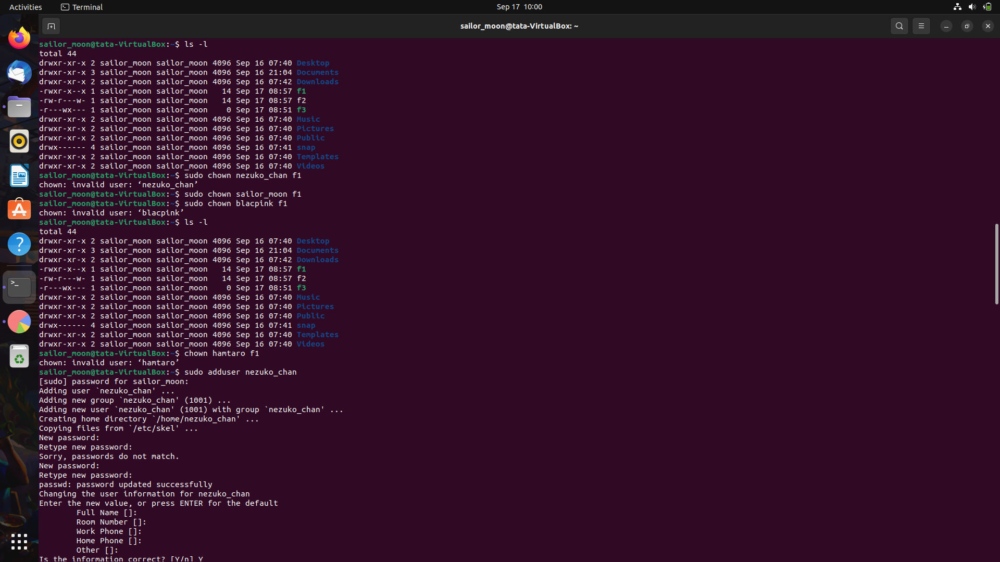 Activities
Terminal
Sep 17 10:00
sailor_moon@tata-VirtualBox: ~
sailor_moon@tata-VirtualBox:~$ ls -l
total 44
drwxr-xr-x 2 sailor_moon sailor_moon 4096 Sep 16 07:40 Desktop
drwxr-xr-x 3 sailor_moon sailor_moon 4096 Sep 16 21:04 Documents
drwxr-xr-x 2 sailor_moon sailor_moon 4096 Sep 16 07:42 Downloads
-rwxr-x--x 1 sailor_moon sailor_moon   14 Sep 17 08:57 f1
-rw-r---w- 1 sailor_moon sailor_moon   14 Sep 17 08:57 f2
-r---wx--- 1 sailor_moon sailor_moon    0 Sep 17 08:51 f3
drwxr-xr-x 2 sailor_moon sailor_moon 4096 Sep 16 07:40 Music
drwxr-xr-x 2 sailor_moon sailor_moon 4096 Sep 16 07:40 Pictures
drwxr-xr-x 2 sailor_moon sailor_moon 4096 Sep 16 07:40 Public
drwx------ 4 sailor_moon sailor_moon 4096 Sep 16 07:41 snap
drwxr-xr-x 2 sailor_moon sailor_moon 4096 Sep 16 07:40 Templates
drwxr-xr-x 2 sailor_moon sailor_moon 4096 Sep 16 07:40 Videos
sailor_moon@tata-VirtualBox:~$ sudo chown nezuko_chan f1
chown: invalid user: ‘nezuko_chan’
sailor_moon@tata-VirtualBox:~$ sudo chown sailor_moon f1
sailor_moon@tata-VirtualBox:~$ sudo chown blacpink f1
chown: invalid user: ‘blacpink’
sailor_moon@tata-VirtualBox:~$ ls -l
total 44
drwxr-xr-x 2 sailor_moon sailor_moon 4096 Sep 16 07:40 Desktop
drwxr-xr-x 3 sailor_moon sailor_moon 4096 Sep 16 21:04 Documents
drwxr-xr-x 2 sailor_moon sailor_moon 4096 Sep 16 07:42 Downloads
-rwxr-x--x 1 sailor_moon sailor_moon   14 Sep 17 08:57 f1
-rw-r---w- 1 sailor_moon sailor_moon   14 Sep 17 08:57 f2
-r---wx--- 1 sailor_moon sailor_moon    0 Sep 17 08:51 f3
drwxr-xr-x 2 sailor_moon sailor_moon 4096 Sep 16 07:40 Music
drwxr-xr-x 2 sailor_moon sailor_moon 4096 Sep 16 07:40 Pictures
drwxr-xr-x 2 sailor_moon sailor_moon 4096 Sep 16 07:40 Public
drwx------ 4 sailor_moon sailor_moon 4096 Sep 16 07:41 snap
drwxr-xr-x 2 sailor_moon sailor_moon 4096 Sep 16 07:40 Templates
drwxr-xr-x 2 sailor_moon sailor_moon 4096 Sep 16 07:40 Videos
sailor_moon@tata-VirtualBox:~$ chown hamtaro f1
chown: invalid user: ‘hamtaro’
sailor_moon@tata-VirtualBox:~$ sudo adduser nezuko_chan
[sudo] password for sailor_moon:
Adding user `nezuko_chan' ...
Adding new group `nezuko_chan' (1001) ...
Adding new user `nezuko_chan' (1001) with group `nezuko_chan' ...
Creating home directory `/home/nezuko_chan' ...
Copying files from `/etc/skel' ...
New password:
Retype new password:
Sorry, passwords do not match.
New password:
Retype new password:
passwd: password updated successfully
Changing the user information for nezuko_chan
Enter the new value, or press ENTER for the default
        Full Name []:
        Room Number []:
        Work Phone []:
        Home Phone []:
        Other []:
Is the information correct? [Y/n] Y